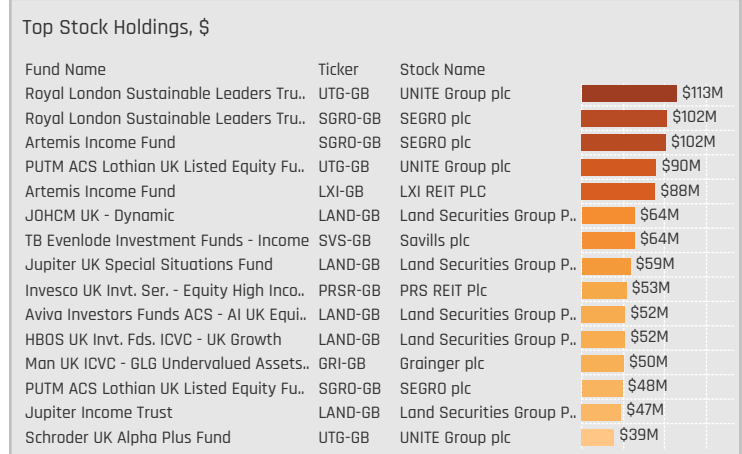 Top Stock Holdings, $
Fund Name Ticker Stock Name
Royal London Sustainable Leaders Tru.. UTG-GB UNITE Group plc $113M
Royal London Sustainable Leaders Tru.. SGRO-GB SEGRO plc $102M
Artemis Income Fund SGRO-GB SEGRO plc $102M
PUTM ACS Lothian UK Listed Equity Fu.. UTG-GB UNITE Group plc $90M
Artemis Income Fund LXI-GB LXI REIT PLC $88M
JOHCM UK - Dynamic LAND-GB Land Securities Group P.. $64M
TB Evenlode Investment Funds - Income SVS-GB Savills plc $64M
Jupiter UK Special Situations Fund LAND-GB Land Securities Group P.. $59M
Invesco UK Invt. Ser. - Equity High Inco.. PRSR-GB PRS REIT Plc $53M
Aviva Investors Funds ACS - AI UK Equi.. LAND-GB Land Securities Group P.. $52M
HBOS UK Invt. Fds. ICVC - UK Growth LAND-GB Land Securities Group P.. $52M
Man UK ICVC - GLG Undervalued Assets.. GRI-GB Grainger plc $50M
PUTM ACS Lothian UK Listed Equity Fu.. SGRO-GB SEGRO plc $48M
Jupiter Income Trust LAND-GB Land Securities Group P.. $47M
Schroder UK Alpha Plus Fund UTG-GB UNITE Group plc $39M